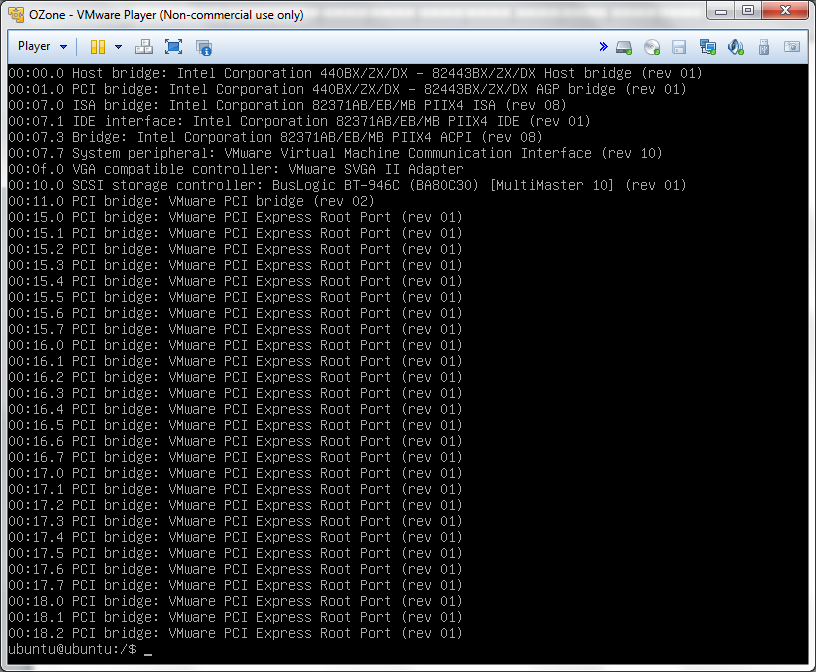 OZone - VMware Player (Non-commercial use only)
Player
00:00.0 Host bridge: Intel Corporation 440BX/ZX/DX - 82443BX/ZX/DX Host bridge (rev 01)
00:01.0 PCI bridge: Intel Corporation 440BX/ZX/DX - 82443BX/ZX/DX AGP bridge (rev 01)
00:07.0 ISA bridge: Intel Corporation 82371AB/EB/MB PIIX4 ISA (rev 08)
00:07.1 IDE interface: Intel Corporation 82371AB/EB/MB PIIX4 IDE (rev 01)
00:07.3 Bridge: Intel Corporation 82371AB/EB/MB PIIX4 ACPI (rev 08)
00:07.7 System peripheral: VMware Virtual Machine Communication Interface (rev 10)
00:0f.0 VGA compatible controller: VMware SVGA II Adapter
00:10.0 SCSI storage controller: BusLogic BT-946C (BA80C30) [MultiMaster 10] (rev 01)
00:11.0 PCI bridge: VMware PCI bridge (rev 02)
00:15.0 PCI bridge: VMware PCI Express Root Port (rev 01)
00:15.1 PCI bridge: VMware PCI Express Root Port (rev 01)
00:15.2 PCI bridge: VMware PCI Express Root Port (rev 01)
00:15.3 PCI bridge: VMware PCI Express Root Port (rev 01)
00:15.4 PCI bridge: VMware PCI Express Root Port (rev 01)
00:15.5 PCI bridge: VMware PCI Express Root Port (rev 01)
00:15.6 PCI bridge: VMware PCI Express Root Port (rev 01)
00:15.7 PCI bridge: VMware PCI Express Root Port (rev 01)
00:16.0 PCI bridge: VMware PCI Express Root Port (rev 01)
00:16.1 PCI bridge: VMware PCI Express Root Port (rev 01)
00:16.2 PCI bridge: VMware PCI Express Root Port (rev 01)
00:16.3 PCI bridge: VMware PCI Express Root Port (rev 01)
00:16.4 PCI bridge: VMware PCI Express Root Port (rev 01)
00:16.5 PCI bridge: VMware PCI Express Root Port (rev 01)
00:16.6 PCI bridge: VMware PCI Express Root Port (rev 01)
00:16.7 PCI bridge: VMware PCI Express Root Port (rev 01)
00:17.0 PCI bridge: VMware PCI Express Root Port (rev 01)
00:17.1 PCI bridge: VMware PCI Express Root Port (rev 01)
00:17.2 PCI bridge: VMware PCI Express Root Port (rev 01)
00:17.3 PCI bridge: VMware PCI Express Root Port (rev 01)
00:17.4 PCI bridge: VMware PCI Express Root Port (rev 01)
00:17.5 PCI bridge: VMware PCI Express Root Port (rev 01)
00:17.6 PCI bridge: VMware PCI Express Root Port (rev 01)
00:17.7 PCI bridge: VMware PCI Express Root Port (rev 01)
00:18.0 PCI bridge: VMware PCI Express Root Port (rev 01)
00:18.1 PCI bridge: VMware PCI Express Root Port (rev 01)
00:18.2 PCI bridge: VMware PCI Express Root Port (rev 01)
ubuntu@ubuntu:/$ _